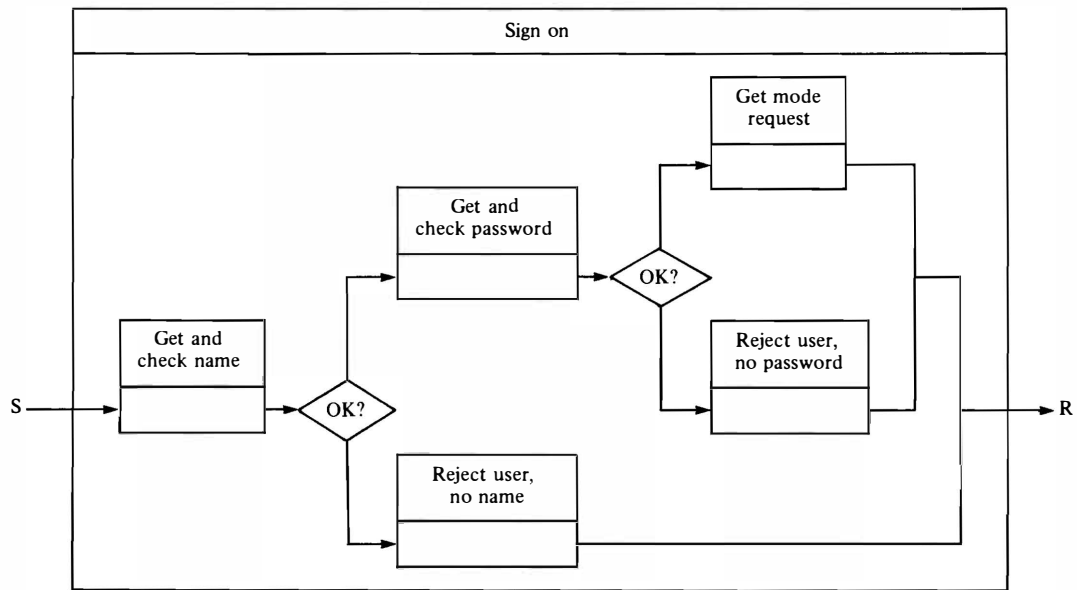 Sign on
Get mode
request
Get and
check password
OK?
Get and
check name
Reject user,
no password
S
OK?
R
Reject user,
no name